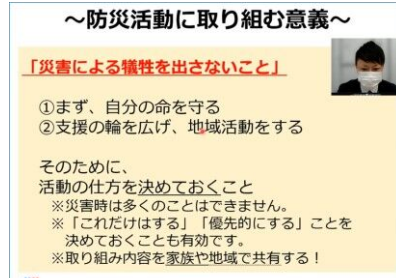 ～防災活動に取り組む意義～
「災害による犠牲を出さないこと」
①まず、自分の命を守る
②支援の輪を広げ、地域活動をする
そのために、
活動の仕方を決めておくこと
※災害時は多くのことはできません。
※「これだけはする」「優先的にする」ことを
決めておくことも有効です。
※取り組み内容を家族や地域で共有する！